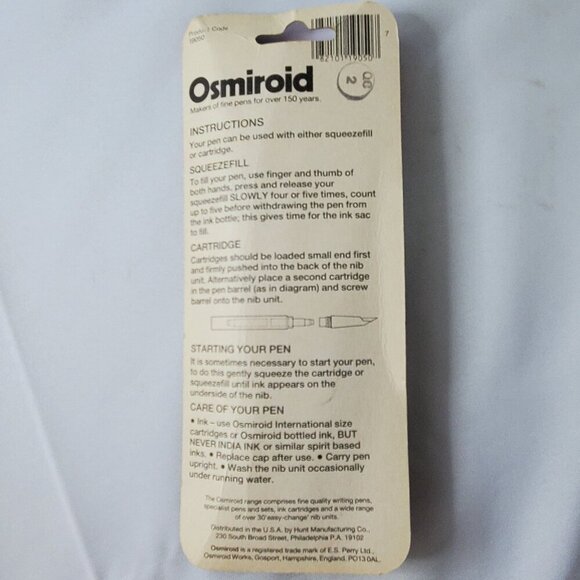 Product Code
19050
82101 19050
7
QC
2
Osmiroid
Makers of fine pens for over 150 years.
INSTRUCTIONS
Your pen can be used with either squeezefill
or cartridge.
SQUEEZEFILL
To fill your pen, use finger and thumb of
both hands, press and release your
squeezefill SLOWLY four or five times, count
up to five before withdrawing the pen from
the ink bottle; this gives time for the ink sac
to fill.
CARTRIDGE
Cartridges should be loaded small end first
and firmly pushed into the back of the nib
unit. Alternatively place a second cartridge
in the pen barrel (as in diagram) and screw
barrel onto the nib unit.
STARTING YOUR PEN
It is sometimes necessary to start your pen,
to do this gently squeeze the cartridge or
squeezefill until ink appears on the
underside of the nib.
CARE OF YOUR PEN
• Ink – use Osmiroid International size
cartridges or Osmiroid bottled ink, BUT
NEVER INDIA INK or similar spirit based
inks. • Replace cap after use. • Carry pen
upright. • Wash the nib unit occasionally
under running water.
The Osmiroid range comprises fine quality writing pens,
specialist pens and sets, ink cartridges and a wide range
of over 30 'easy-change' nib units.
Distributed in the U.S.A. by Hunt Manufacturing Co.,
230 South Broad Street, Philadelphia P.A. 19102
Osmiroid is a registered trade mark of E.S. Perry Ltd.,
Osmiroid Works, Gosport, Hampshire, England. PO13 0AL.